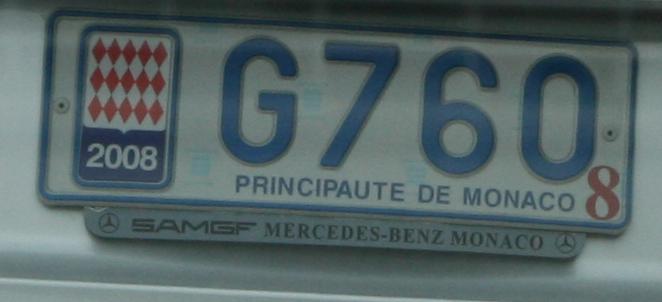 G760
2008
PRINCIPAUTE DE MONACO 8
SAMGF MERCEDES-BENZ MONACO